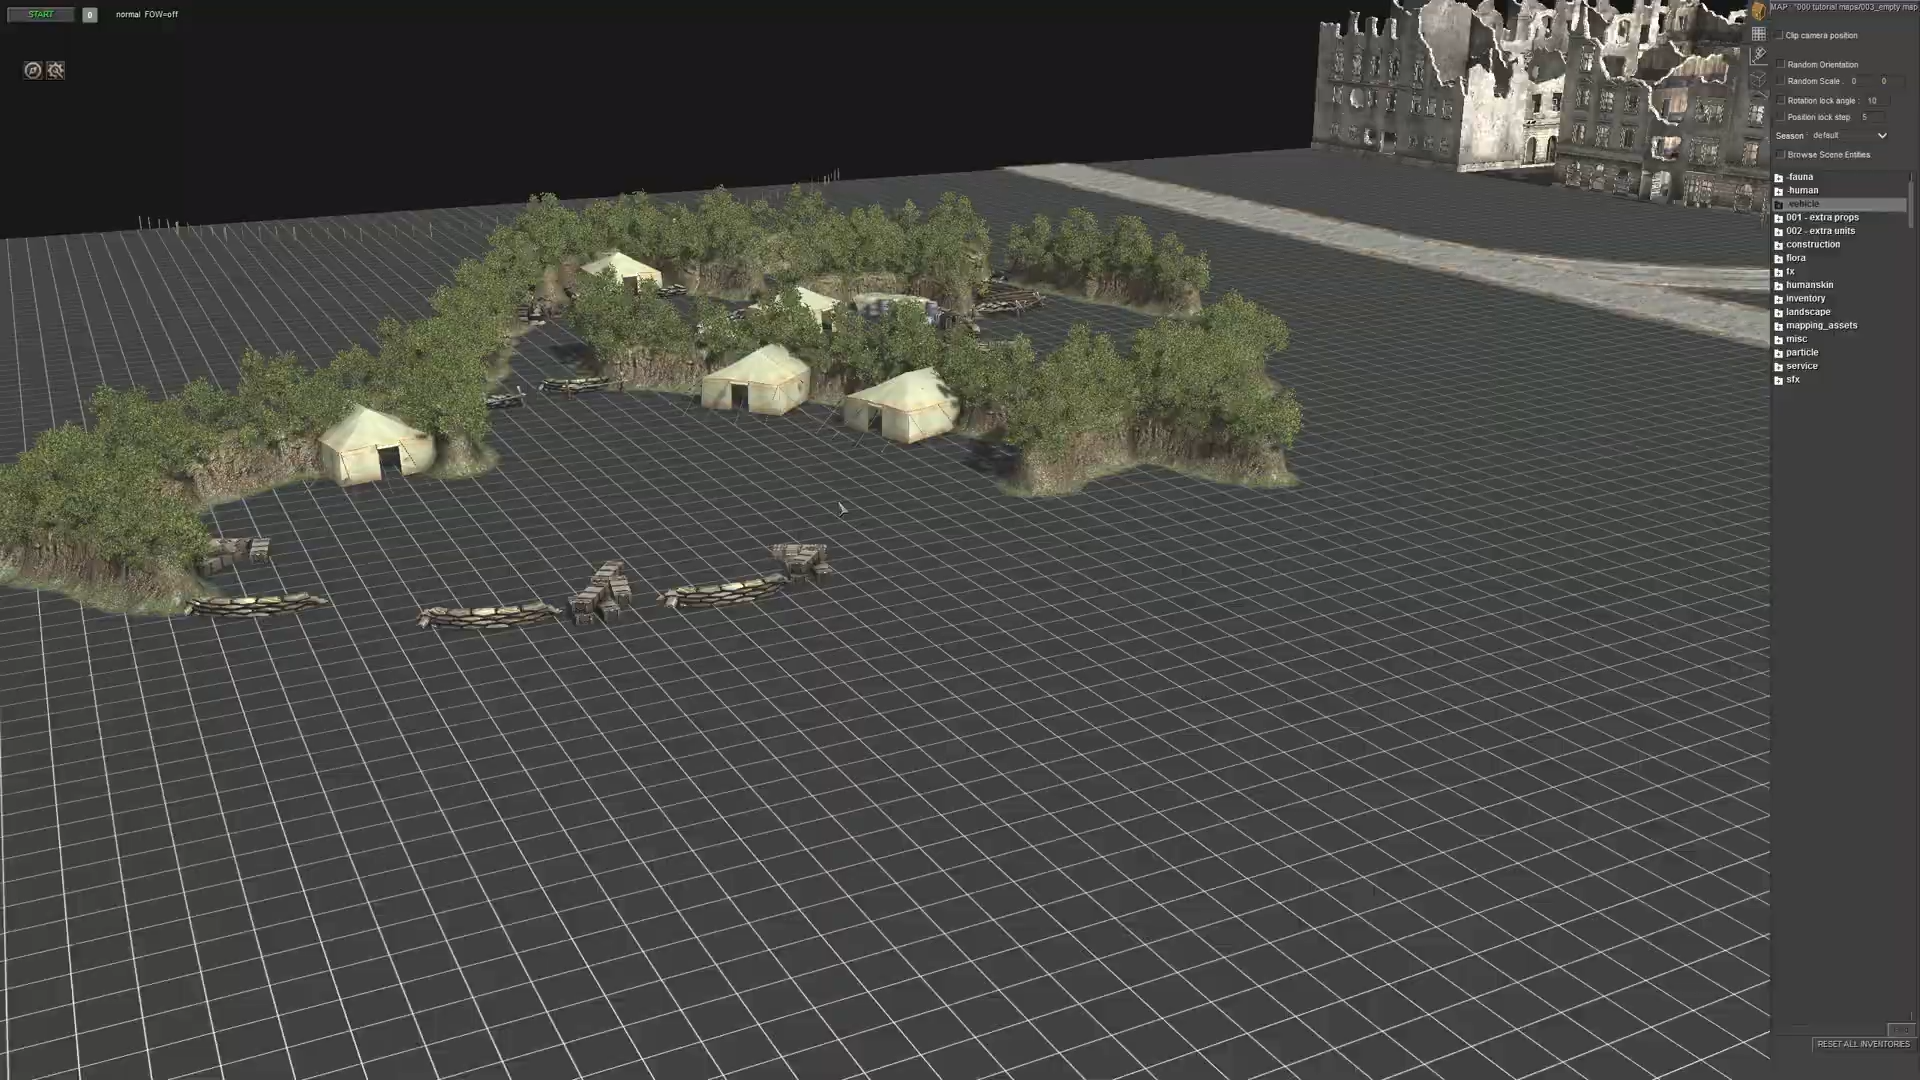 START 0 normal FOW=off
MAP : "000 tutorial maps/003_empty map
Clip camera position
Random Orientation
Random Scale : 0 0
Rotation lock angle : 10
Position lock step 5
Season : default
Browse Scene Entities
-fauna
-human
.vehicle
001 - extra props
002 - extra units
construction
flora
fx
humanskin
inventory
landscape
mapping_assets
misc
particle
service
sfx
RESET ALL INVENTORIES